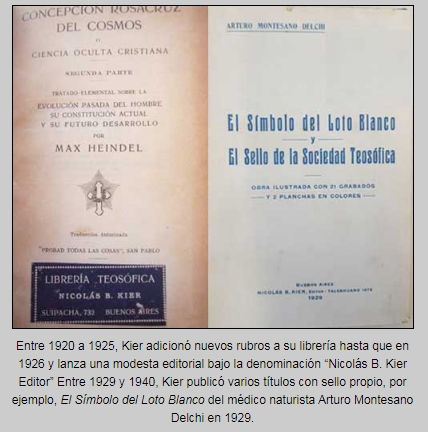 CONCEPCIÓN ROSACRUZ
DEL COSMOS
O
CIENCIA OCULTA CRISTIANA
SEGUNDA PARTE
TRATADO ELEMENTAL SOBRE LA
EVOLUCIÓN PASADA DEL HOMBRE
SU CONSTITUCIÓN ACTUAL
Y SU FUTURO DESARROLLO
POR
MAX HEINDEL
Traducción Autorizada
"PROBAD TODAS LAS COSAS", SAN PABLO
LIBRERÍA TEOSÓFICA
NICOLÁS B. KIER
SUIPACHA, 732 BUENOS AIRES
ARTURO MONTESANO DELCHI
El Símbolo del Loto Blanco
y
El Sello de la Sociedad Teosófica
OBRA ILUSTRADA CON 21 GRABADOS
Y 2 PLANCHAS EN COLORES
BUENOS AIRES
NICOLÁS B. KIER, Editor - TALCAHUANO 1075
1929
Entre 1920 a 1925, Kier adicionó nuevos rubros a su librería hasta que en
1926 y lanza una modesta editorial bajo la denominación “Nicolás B. Kier
Editor” Entre 1929 y 1940, Kier publicó varios títulos con sello propio, por
ejemplo, El Símbolo del Loto Blanco del médico naturista Arturo Montesano
Delchi en 1929.